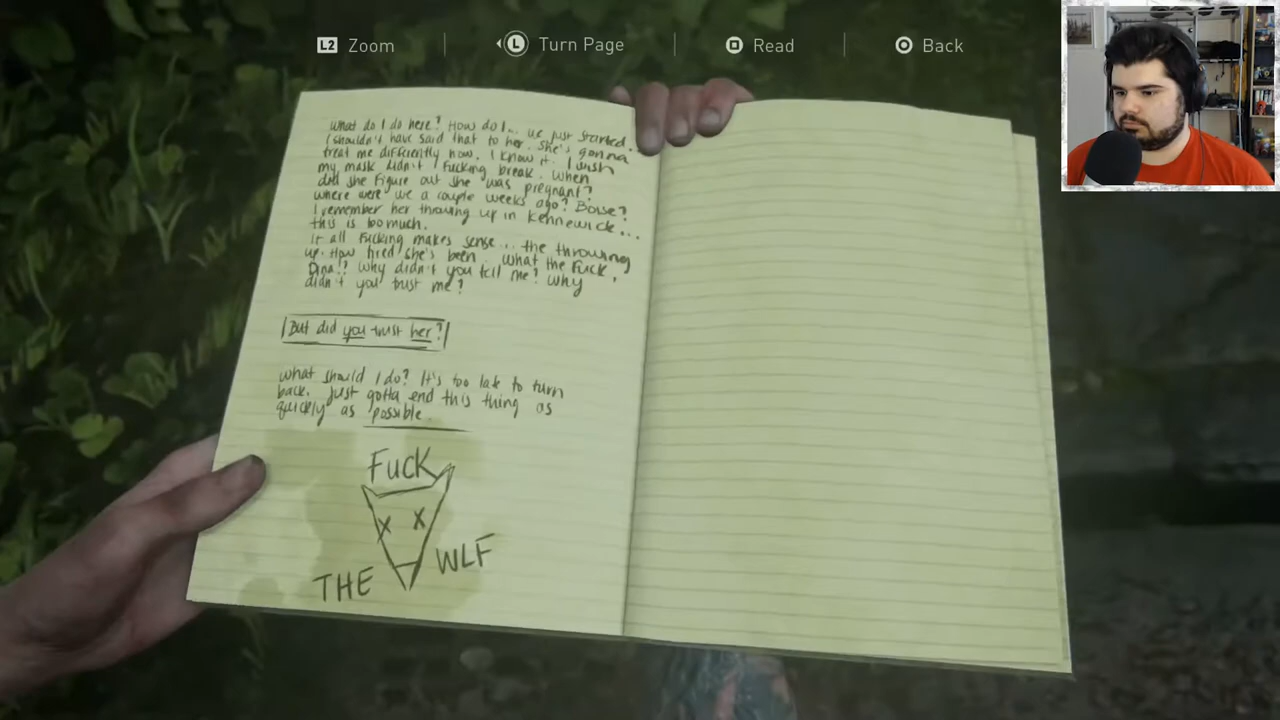 L2 Zoom
L Turn Page
Read
Back
What do I do here? How do I... we just started.
I shouldn't have said that to her. She's gonna
treat me differently now. I know it. I wish
my mask didn't fucking break. When
did she figure out she was pregnant?
where were we a couple weeks ago? Boise?
I remember her throwing up in Kennewick...
this is too much.
It all fucking makes sense... the throwing
up. How tired she's been. What the fuck,
Dina!? Why didn't you tell me? Why
didn't you trust me?
But did you trust her?
What should I do? It's too late to turn
back. Just gotta end this thing as
quickly as possible.
FUCK
THE
WLF